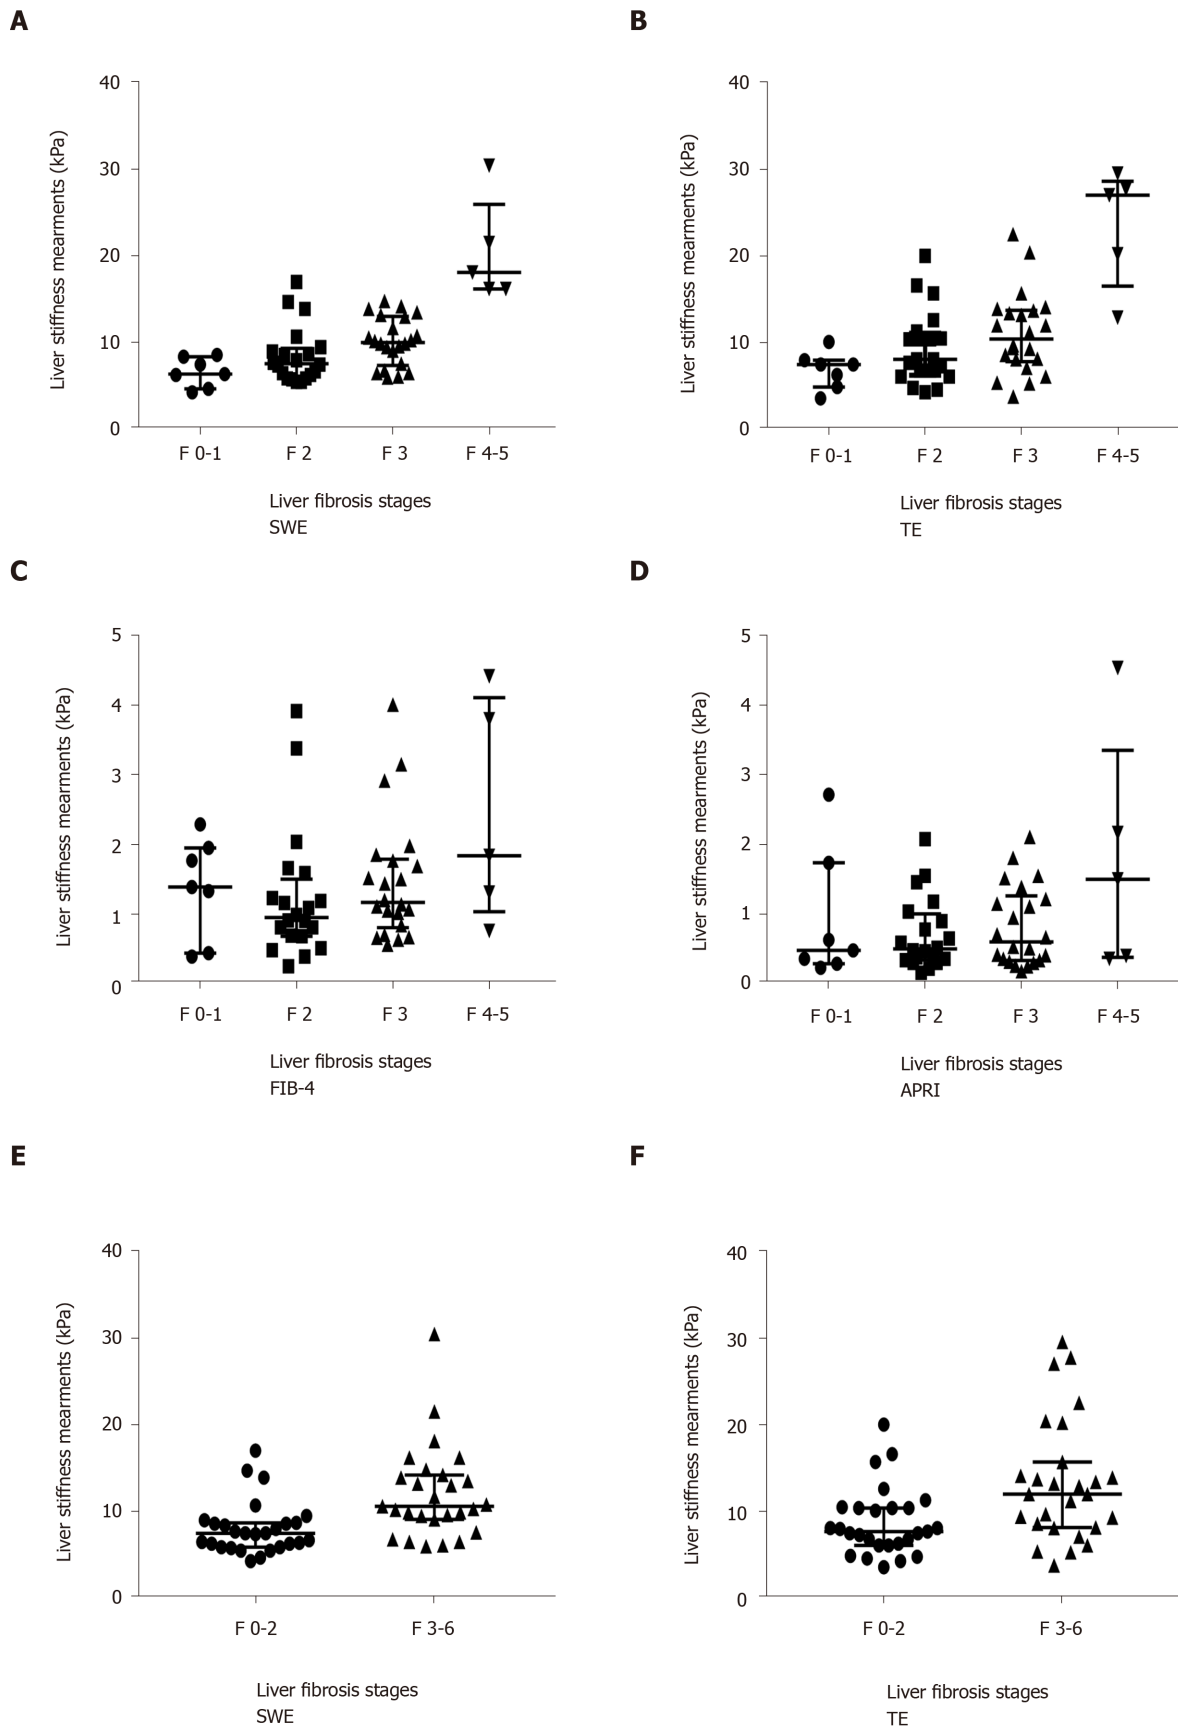 A
Liver stiffness mearments (kPa)
40
30
20
10
0
F 0-1 F 2 F 3 F 4-5
Liver fibrosis stages
SWE
B
Liver stiffness mearments (kPa)
40
30
20
10
0
F 0-1 F 2 F 3 F 4-5
Liver fibrosis stages
TE
C
Liver stiffness mearments (kPa)
5
4
3
2
1
0
F 0-1 F 2 F 3 F 4-5
Liver fibrosis stages
FIB-4
D
Liver stiffness mearments (kPa)
5
4
3
2
1
0
F 0-1 F 2 F 3 F 4-5
Liver fibrosis stages
APRI
E
Liver stiffness mearments (kPa)
40
30
20
10
0
F 0-2 F 3-6
Liver fibrosis stages
SWE
F
Liver stiffness mearments (kPa)
40
30
20
10
0
F 0-2 F 3-6
Liver fibrosis stages
TE